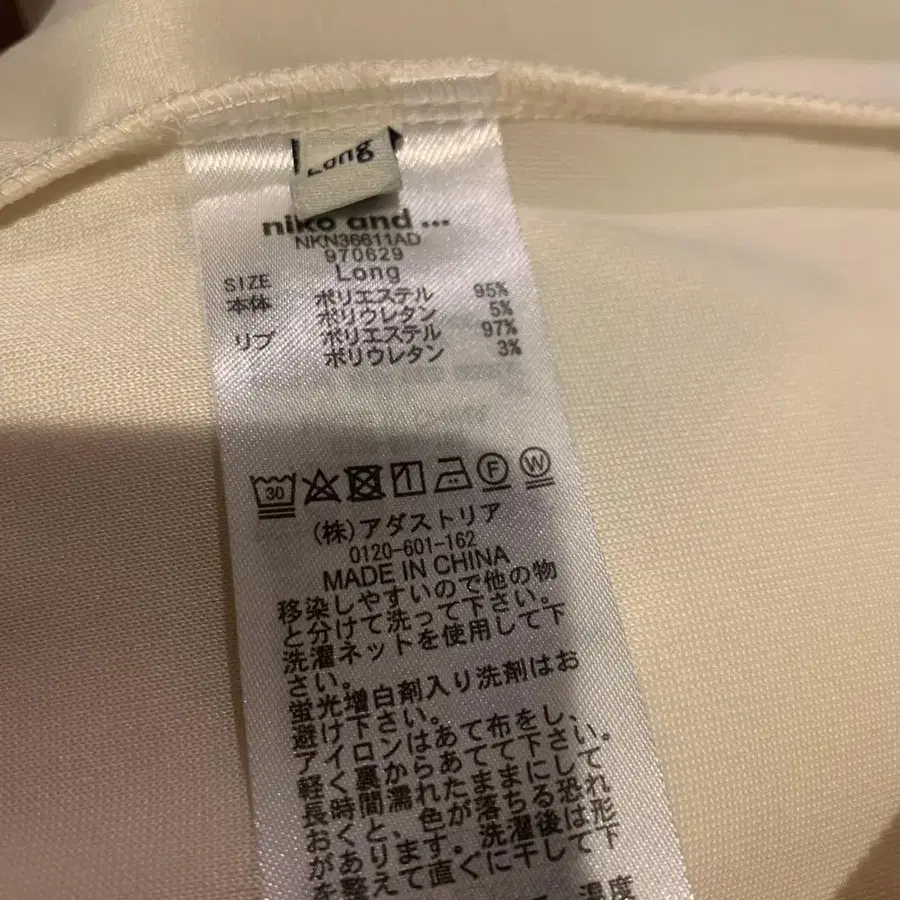 Long
niko and ...
NKN36611AD
970629
SIZE Long
本体 ポリエステル 95%
ポリウレタン 5%
リブ ポリエステル 97%
ポリウレタン 3%
30 F W
(株)アダストリア
0120-601-162
MADE IN CHINA
移染しやすいので他の物
と分けて洗って下さい。
洗濯ネットを使用して下
さい。
蛍光増白剤入り洗剤はお
避け下さい。
アイロンはあて布をし、
軽く裏からあてて下さい。
長時間濡れたままにして
おくと、色が落ちる恐れ
があります。洗濯後は形
を整えて直ぐに干して下
温度